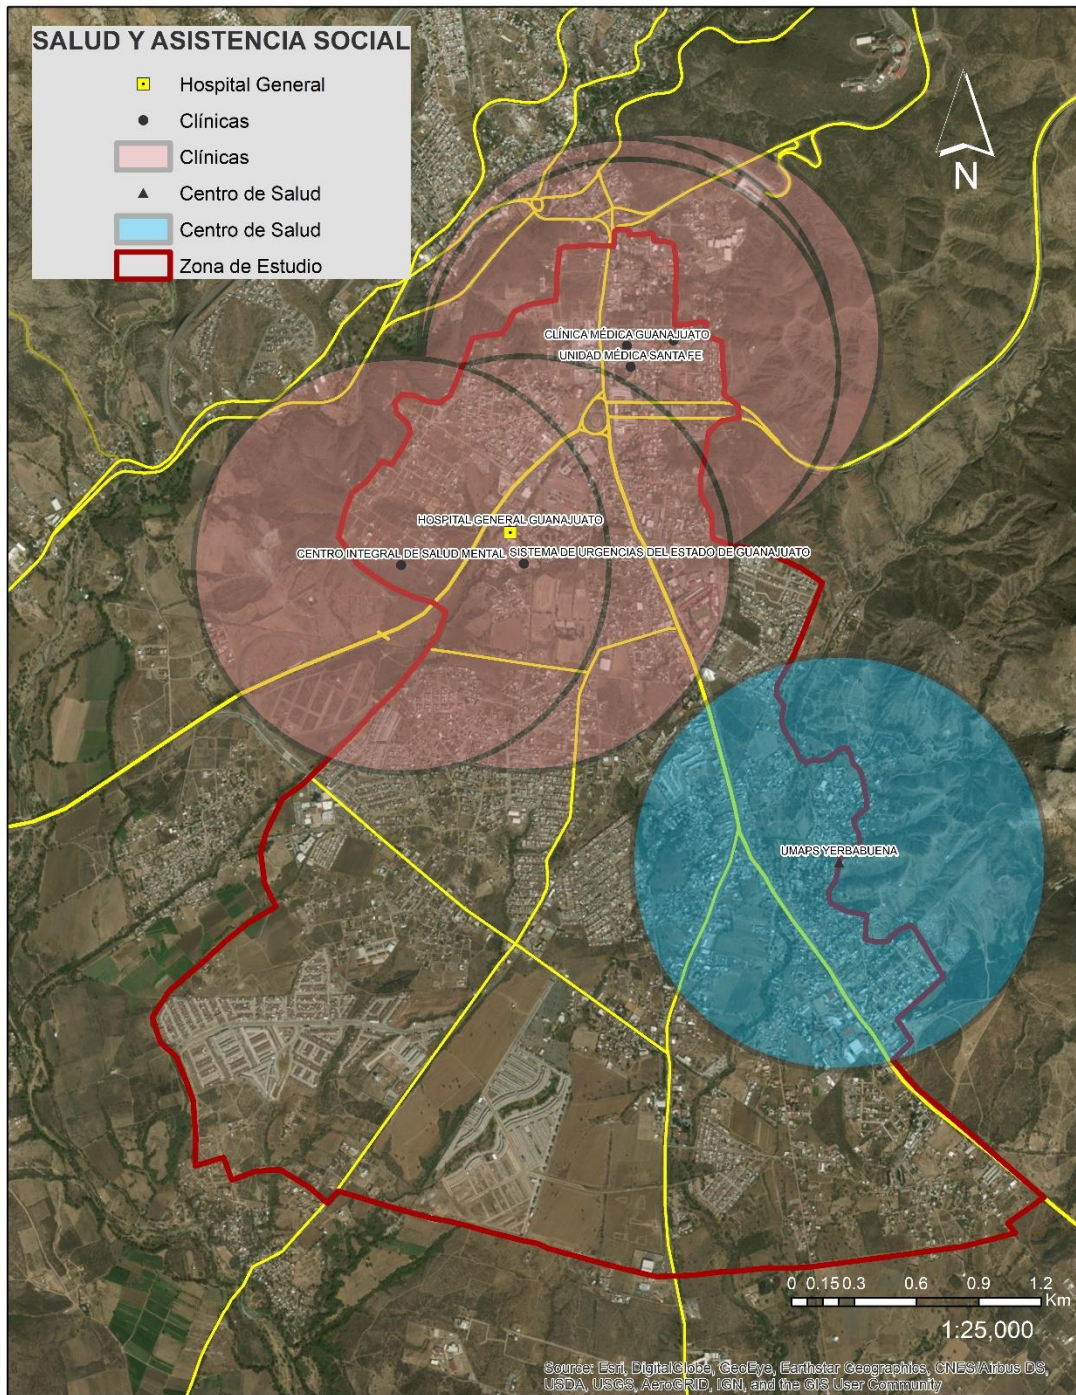 SALUD Y ASISTENCIA SOCIAL
Hospital General
Clínicas
Clínicas
Centro de Salud
Centro de Salud
Zona de Estudio
N
CLÍNICA MÉDICA GUANAJUATO
UNIDAD MÉDICA SANTA FE
HOSPITAL GENERAL GUANAJUATO
CENTRO INTEGRAL DE SALUD MENTAL
SISTEMA DE URGENCIAS DEL ESTADO DE GUANAJUATO
UMAPS YERBABUENA
0 0.15 0.3 0.6 0.9 1.2
Km
1:25,000
Source: Esri, DigitalGlobe, GeoEye, Earthstar Geographics, CNES/Airbus DS,
USDA, USGS, AeroGRID, IGN, and the GIS User Community